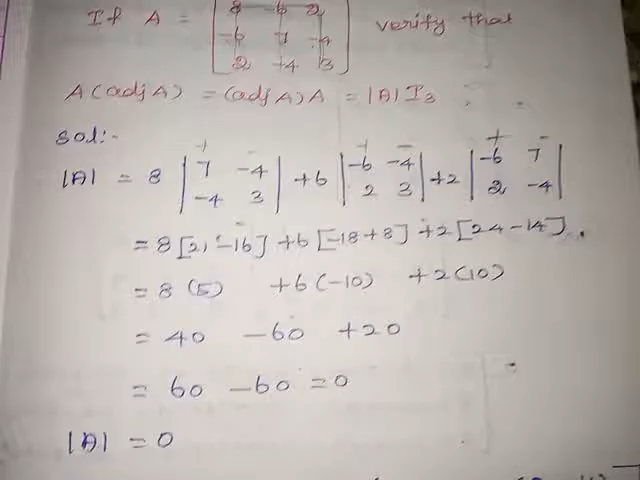 If A = [8 -6 2 verify that
-6 7 -4
2 -4 3]
A(adjA) = (adjA)A = |A|I3
Sol:-
|A| = 8 |7 -4 -4 3| +6 |-6 -4 2 3| +2 |-6 7 2 -4|
= 8[21-16] +6[-18+8] +2[24-14].
= 8(5) +6(-10) +2(10)
= 40 -60 +20
= 60 -60 = 0
|A| = 0